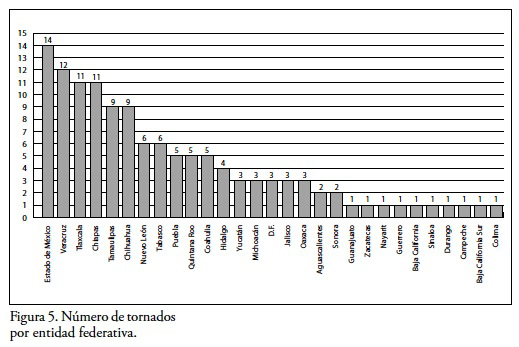 15
14
13
12
11
10
9
8
7
6
5
4
3
2
1
0
14
12
11
11
9
9
6
6
5
5
5
4
3
3
3
3
3
2
2
1
1
1
1
1
1
1
1
1
1
Estado de México
Veracruz
Tlaxcala
Chiapas
Tamaulipas
Chihuahua
Nuevo León
Tabasco
Puebla
Quintana Roo
Coahuila
Hidalgo
Yucatán
Michoacán
D.F.
Jalisco
Oaxaca
Aguascalientes
Sonora
Guanajuato
Zacatecas
Nayarit
Guerrero
Baja California
Sinaloa
Durango
Campeche
Baja California Sur
Colima
Figura 5. Número de tornados
por entidad federativa.